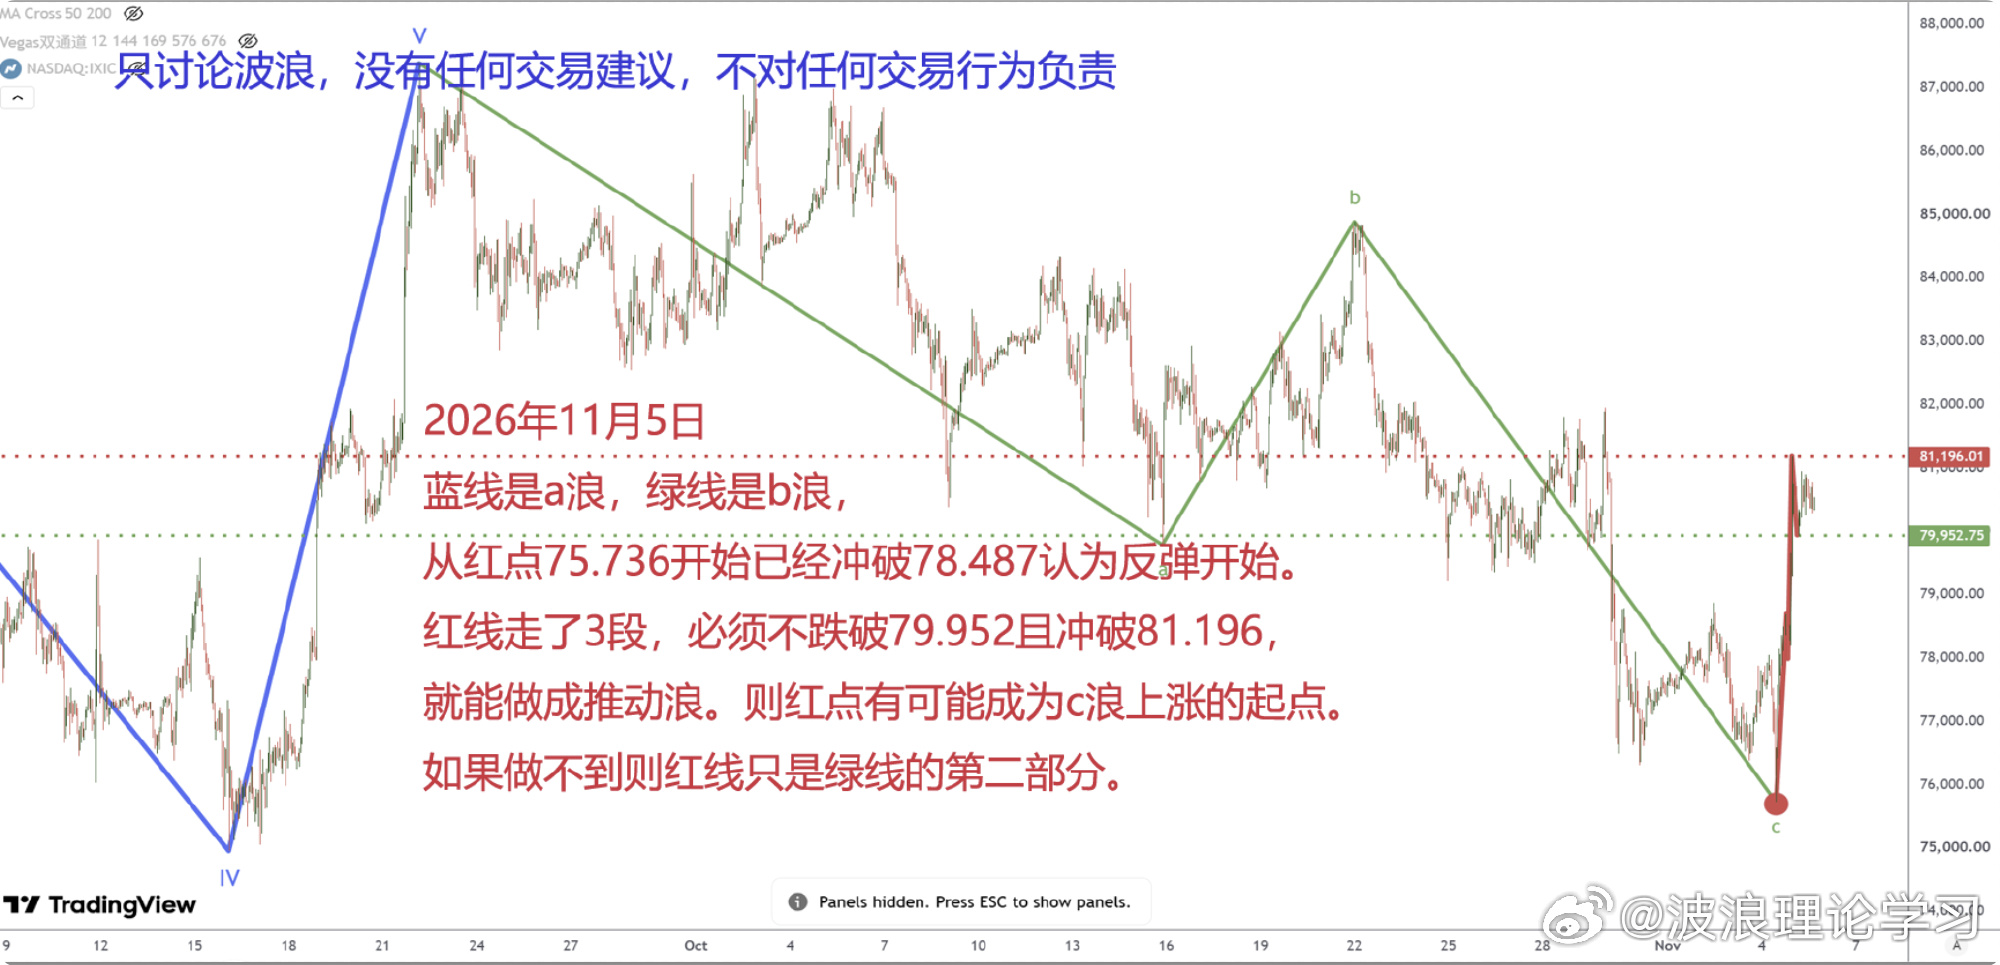 MA Cross 50 200
Vegas双通道 12 144 169 576 676
NASDAQ:IXIC
只讨论波浪，没有任何交易建议，不对任何交易行为负责
V
b
2026年11月5日
蓝线是a浪，绿线是b浪，
从红点75.736开始已经冲破78.487认为反弹开始。
a
红线走了3段，必须不跌破79.952且冲破81.196，
就能做成推动浪。则红点有可能成为c浪上涨的起点。
如果做不到则红线只是绿线的第二部分。
c
IV
88,000.00
87,000.00
86,000.00
85,000.00
84,000.00
83,000.00
82,000.00
81,196.01
81,000.00
79,952.75
79,000.00
78,000.00
77,000.00
76,000.00
75,000.00
74,000.00
TradingView
Panels hidden. Press ESC to show panels.
@波浪理论学习
9 12 15 18 21 24 27 Oct 4 7 10 13 16 19 22 25 28 Nov 4 7 A